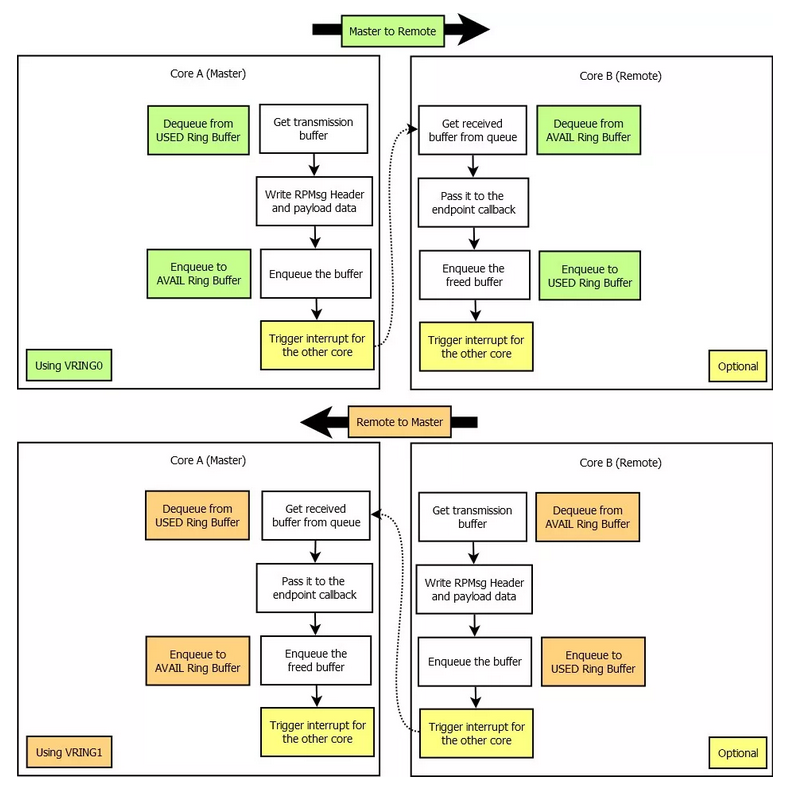 Master to Remote
Core A (Master)
Dequeue from
USED Ring Buffer
Get transmission
buffer
Write RPMsg Header
and payload data
Enqueue to
AVAIL Ring Buffer
Enqueue the buffer
Trigger interrupt for
the other core
Using VRING0
Core B (Remote)
Get received
buffer from queue
Dequeue from
AVAIL Ring Buffer
Pass it to the
endpoint callback
Enqueue the
freed buffer
Enqueue to
USED Ring Buffer
Trigger interrupt for
the other core
Optional
Remote to Master
Core A (Master)
Dequeue from
USED Ring Buffer
Get received
buffer from queue
Pass it to the
endpoint callback
Enqueue to
AVAIL Ring Buffer
Enqueue the
freed buffer
Trigger interrupt for
the other core
Using VRING1
Core B (Remote)
Get transmission
buffer
Dequeue from
AVAIL Ring Buffer
Write RPMsg Header
and payload data
Enqueue the buffer
Enqueue to
USED Ring Buffer
Trigger interrupt for
the other core
Optional